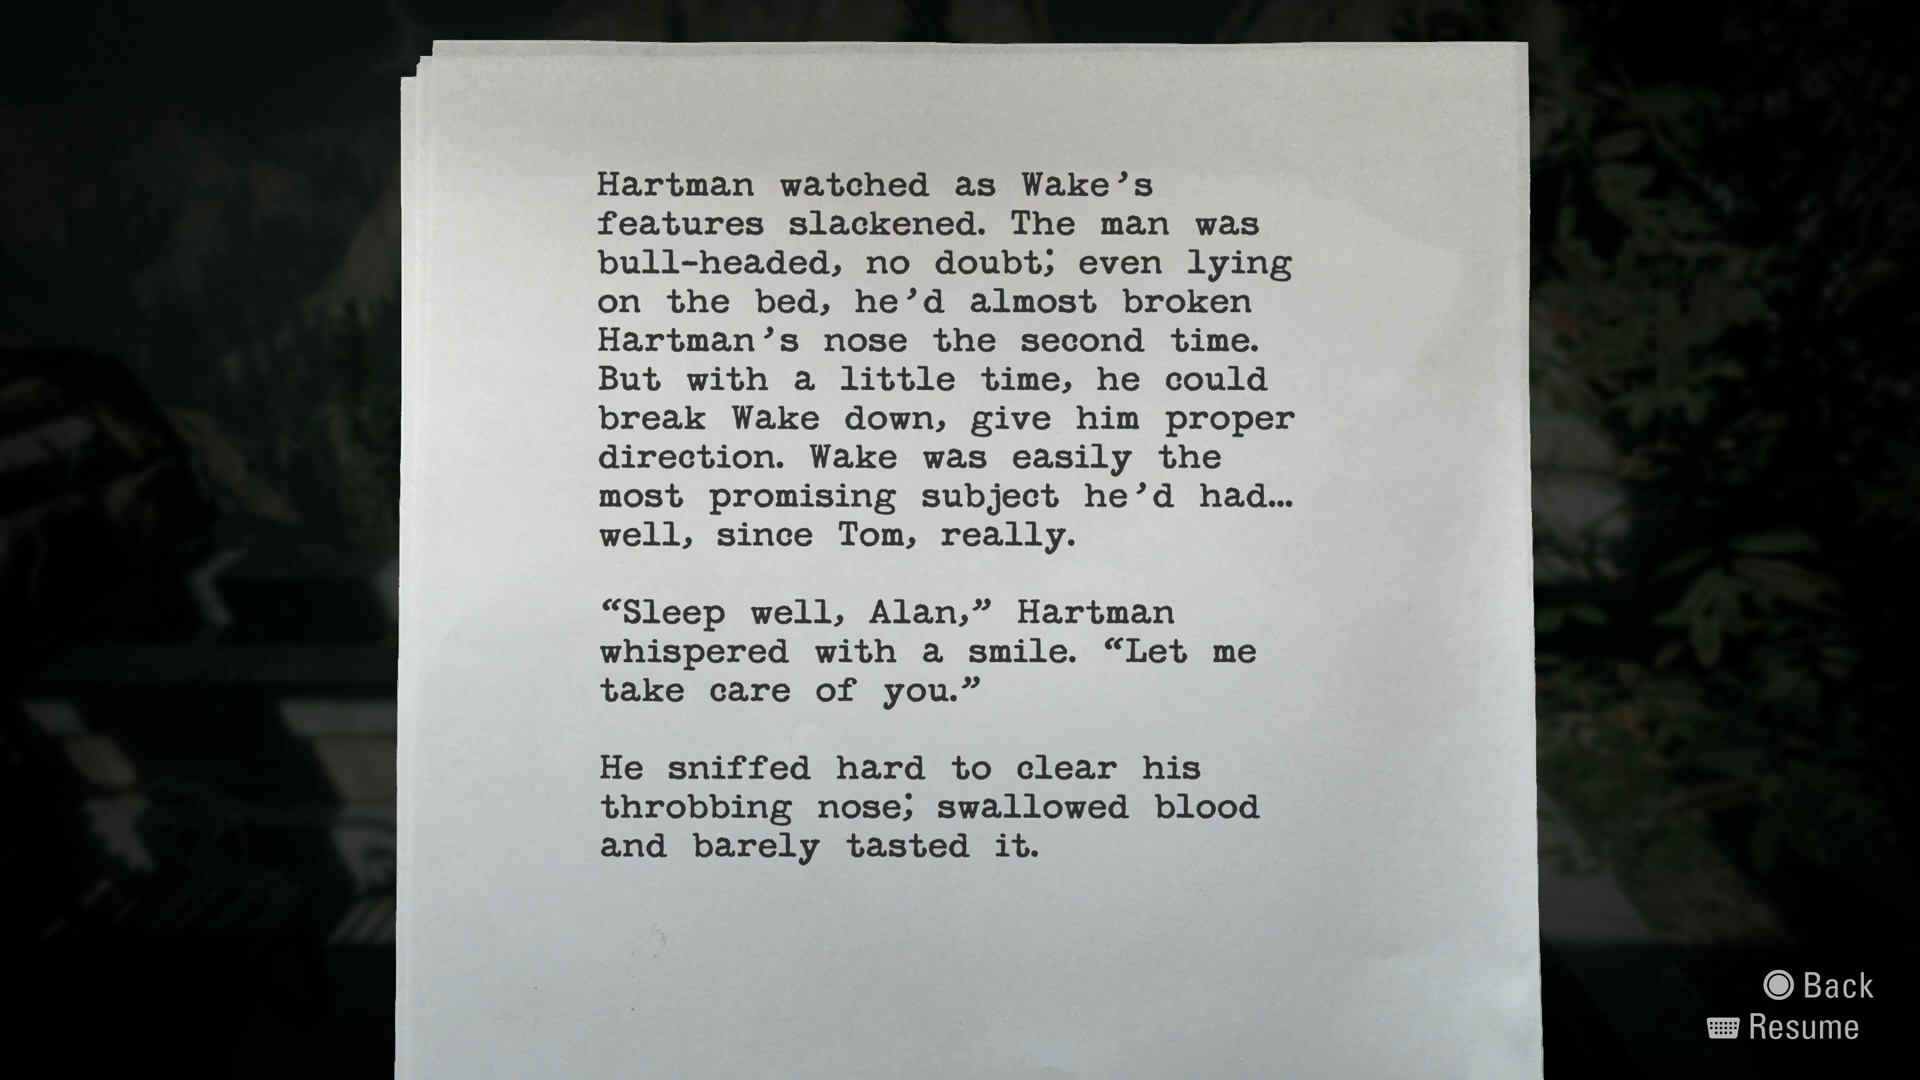 Hartman watched as Wake’s
features slackened. The man was
bull-headed, no doubt; even lying
on the bed, he’d almost broken
Hartman’s nose the second time.
But with a little time, he could
break Wake down, give him proper
direction. Wake was easily the
most promising subject he’d had…
well, since Tom, really.
“Sleep well, Alan,” Hartman
whispered with a smile. “Let me
take care of you.”
He sniffed hard to clear his
throbbing nose; swallowed blood
and barely tasted it.
Back
Resume